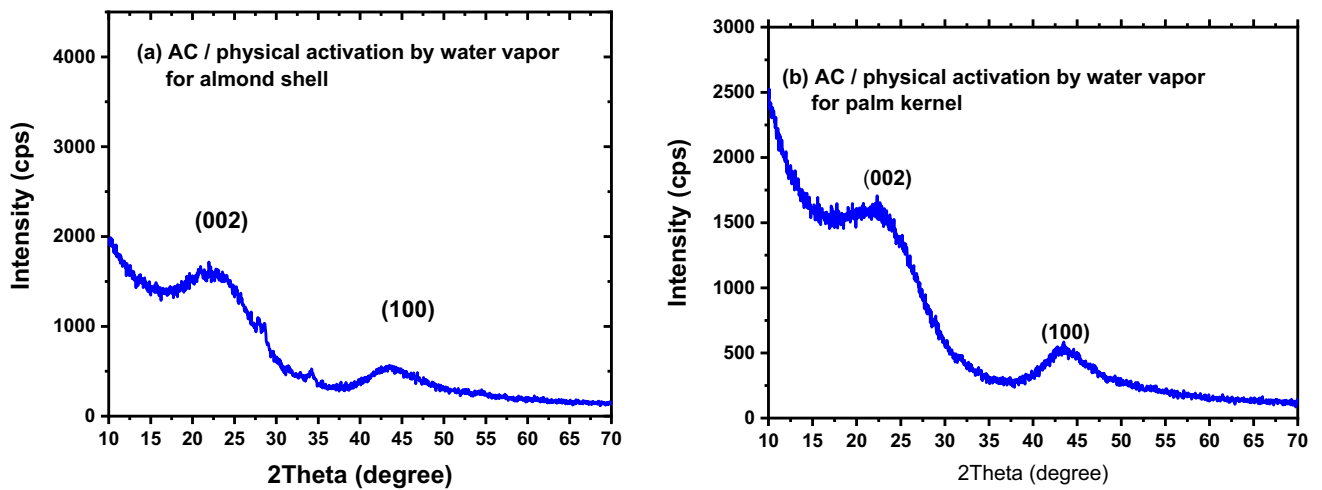 (a) AC / physical activation by water vapor
for almond shell
Intensity (cps)
4000
3000
2000
1000
0
(002)
(100)
10 15 20 25 30 35 40 45 50 55 60 65 70
2Theta (degree)
(b) AC / physical activation by water vapor
for palm kernel
Intensity (cps)
3000
2500
2000
1500
1000
500
0
(002)
(100)
10 15 20 25 30 35 40 45 50 55 60 65 70
2Theta (degree)